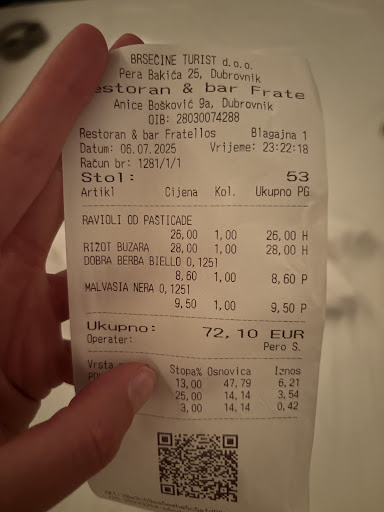 BRSEČINE TURIST d.o.o.
Pera Bakića 25, Dubrovnik
estoran & bar Frate
Anice Bošković 9a, Dubrovnik
OIB: 28030074288
Restoran & bar Fratellos Blagajna 1
Datum: 06.07.2025 Vrijeme: 23:22:18
Račun br: 1281/1/1
Stol: 53
Artikl Cijena Kol. Ukupno PG
RAVIOLI OD PAŠTICADE
26,00 1,00 26,00 H
RIŽOT BUZARA 28,00 1,00 28,00 H
DOBRA BERBA BIELLO 0,125l
8,60 1,00 8,60 P
MALVASIA NERA 0,125l
9,50 1,00 9,50 P
Ukupno: 72,10 EUR
Operater: Pero S.
Vrsta Stopa% Osnovica Iznos
13,00 47,79 6,21
25,00 14,14 3,54
3,00 14,14 0,42